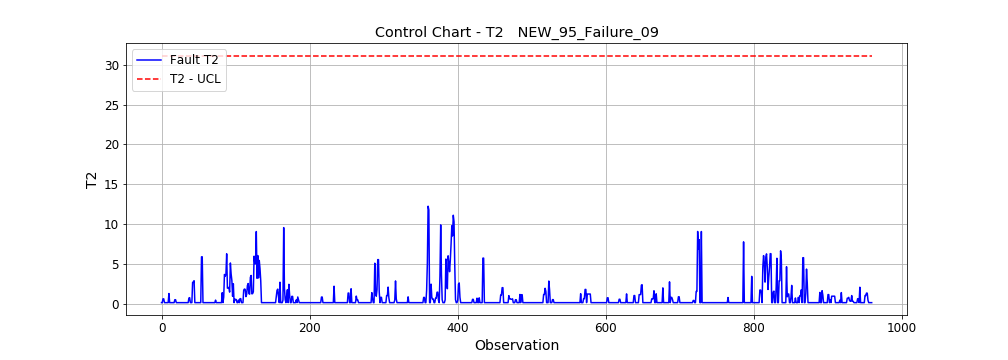 Control Chart - T2   NEW_95_Failure_09
Fault T2
T2 - UCL
30
25
20
15
10
5
0
T2
0 200 400 600 800 1000
Observation